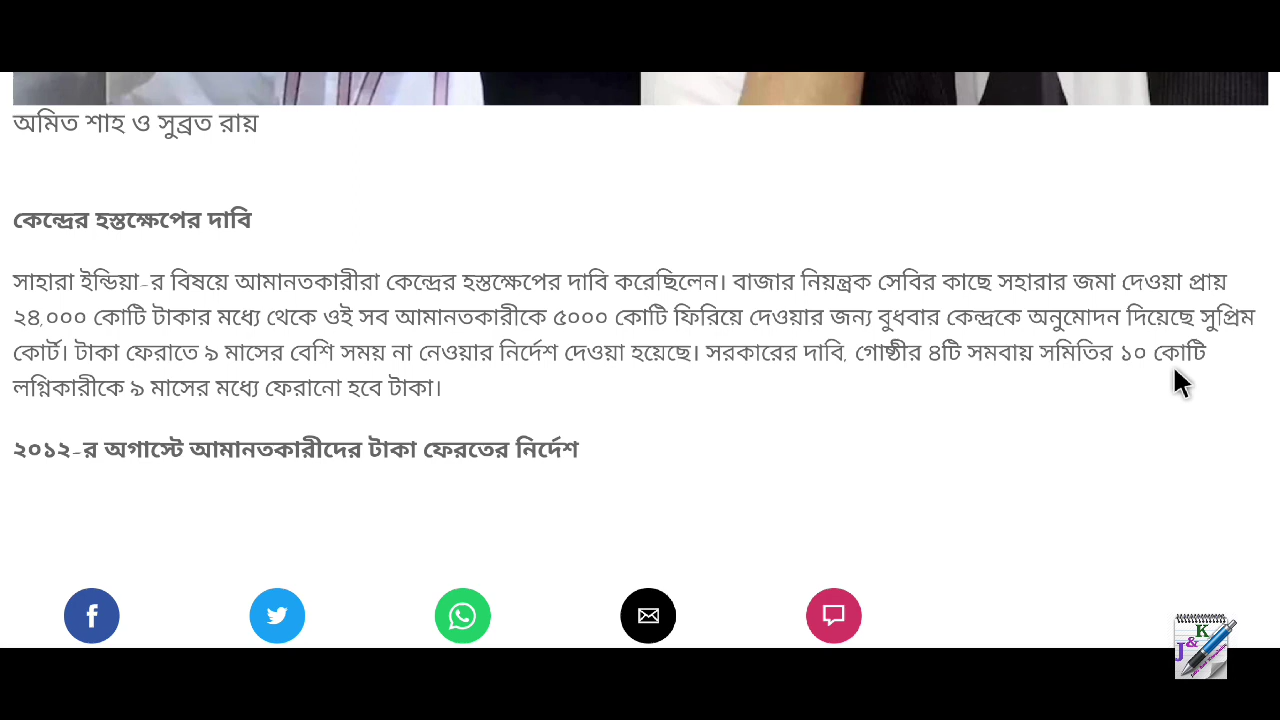 অমিত শাহ ও সুব্রত রায়
কেন্দ্রের হস্তক্ষেপের দাবি
সাহারা ইন্ডিয়া-র বিষয়ে আমানতকারীরা কেন্দ্রের হস্তক্ষেপের দাবি করেছিলেন। বাজার নিয়ন্ত্রক সেবির কাছে সহারার জমা দেওয়া প্রায়
২৪,০০০ কোটি টাকার মধ্যে থেকে ওই সব আমানতকারীকে ৫০০০ কোটি ফিরিয়ে দেওয়ার জন্য বুধবার কেন্দ্রকে অনুমোদন দিয়েছে সুপ্রিম
কোর্ট। টাকা ফেরাতে ৯ মাসের বেশি সময় না নেওয়ার নির্দেশ দেওয়া হয়েছে। সরকারের দাবি, গোষ্ঠীর ৪টি সমবায় সমিতির ১০ কোটি
লগ্নিকারীকে ৯ মাসের মধ্যে ফেরানো হবে টাকা।
২০১২-র অগাস্টে আমানতকারীদের টাকা ফেরতের নির্দেশ
J&K